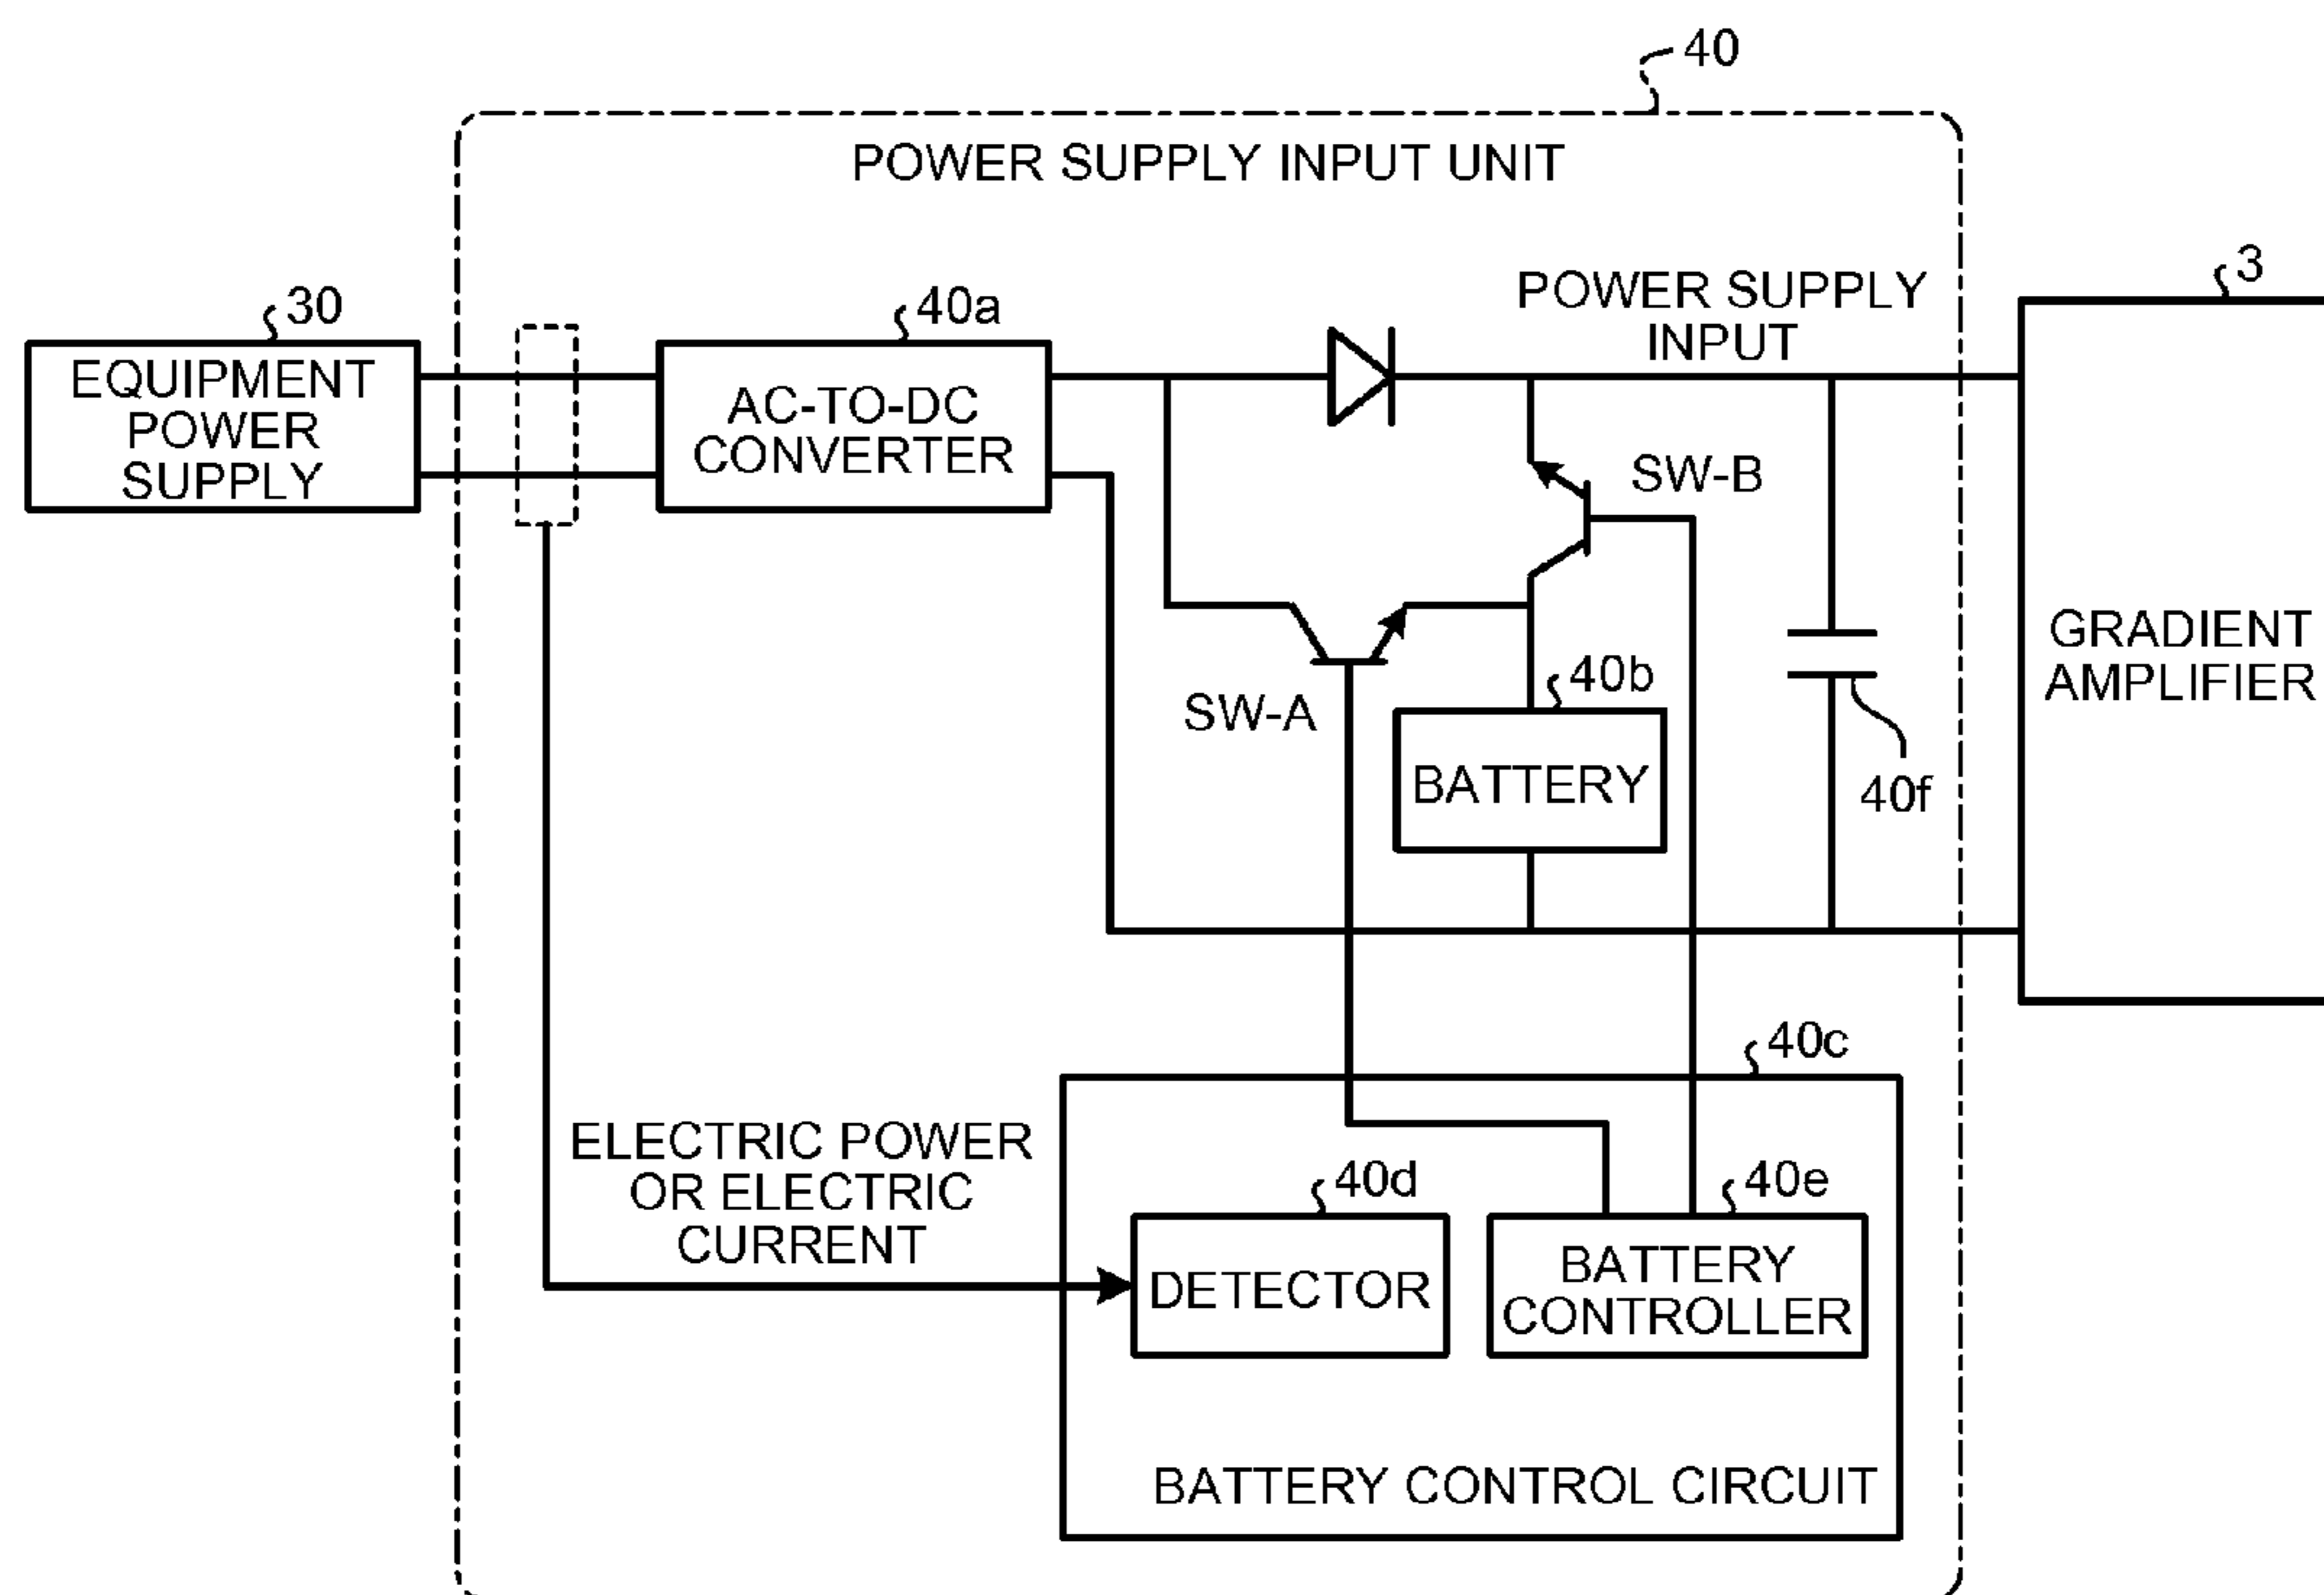 40
POWER SUPPLY INPUT UNIT
30
EQUIPMENT
POWER
SUPPLY
40a
AC-TO-DC
CONVERTER
POWER SUPPLY
INPUT
3
GRADIENT
AMPLIFIER
SW-B
SW-A
40b
BATTERY
40f
40c
ELECTRIC POWER
OR ELECTRIC
CURRENT
40d
DETECTOR
40e
BATTERY
CONTROLLER
BATTERY CONTROL CIRCUIT